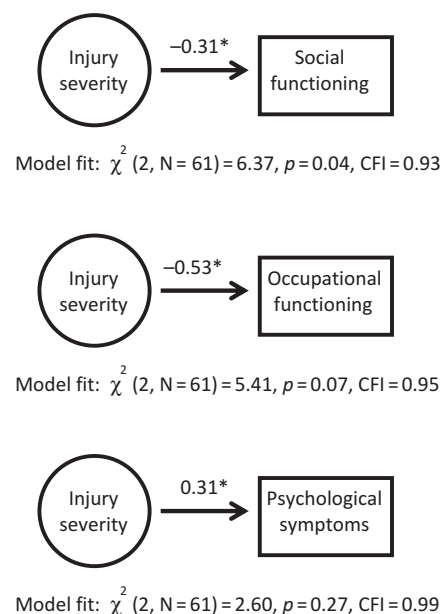 Injury
severity
–0.31*
Social
functioning
Model fit: χ² (2, N = 61) = 6.37, p = 0.04, CFI = 0.93
Injury
severity
–0.53*
Occupational
functioning
Model fit: χ² (2, N = 61) = 5.41, p = 0.07, CFI = 0.95
Injury
severity
0.31*
Psychological
symptoms
Model fit: χ² (2, N = 61) = 2.60, p = 0.27, CFI = 0.99